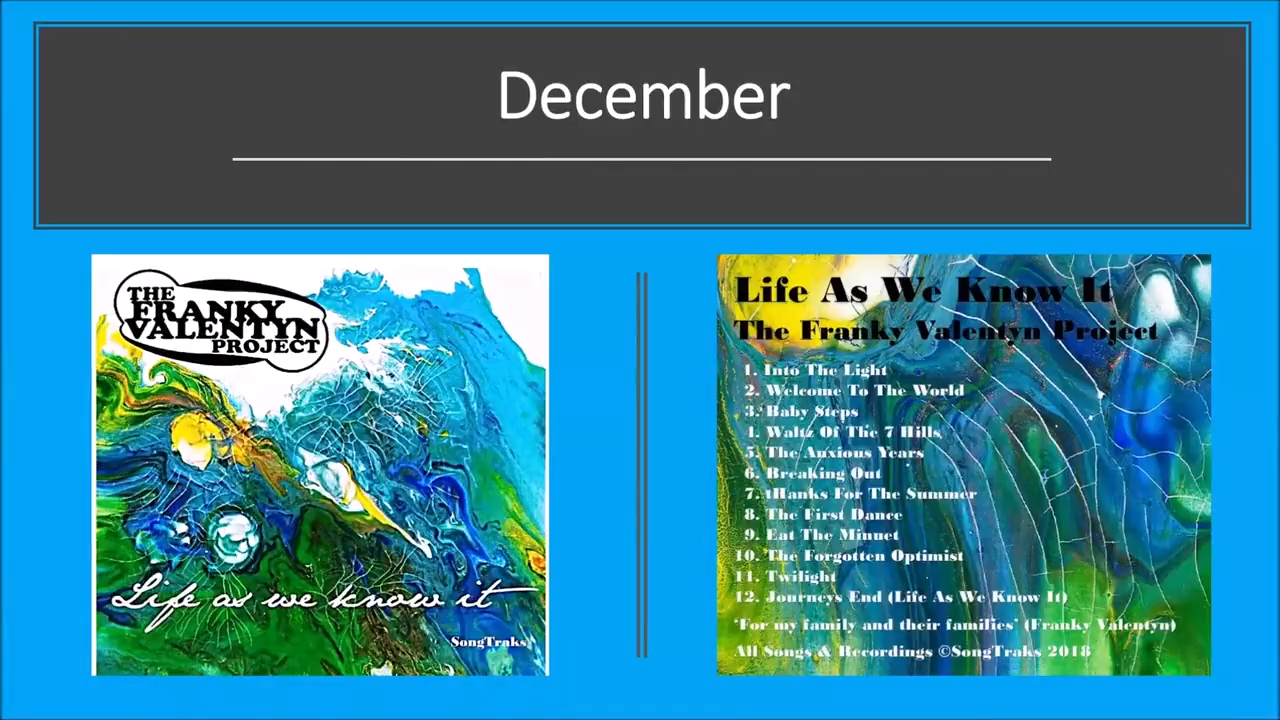 December
THE
FRANKY
VALENTYN
PROJECT
Life as we know it
SongTraks
Life As We Know It
The Franky Valentyn Project
1. Into The Light
2. Welcome To The World
3. Baby Steps
4. Waltz Of The 7 Hills
5. The Anxious Years
6. Breaking Out
7. tHanks For The Summer
8. The First Dance
9. Eat The Minuet
10. The Forgotten Optimist
11. Twilight
12. Journeys End (Life As We Know It)
'For my family and their families' (Franky Valentyn)
All Songs & Recordings ©SongTraks 2018